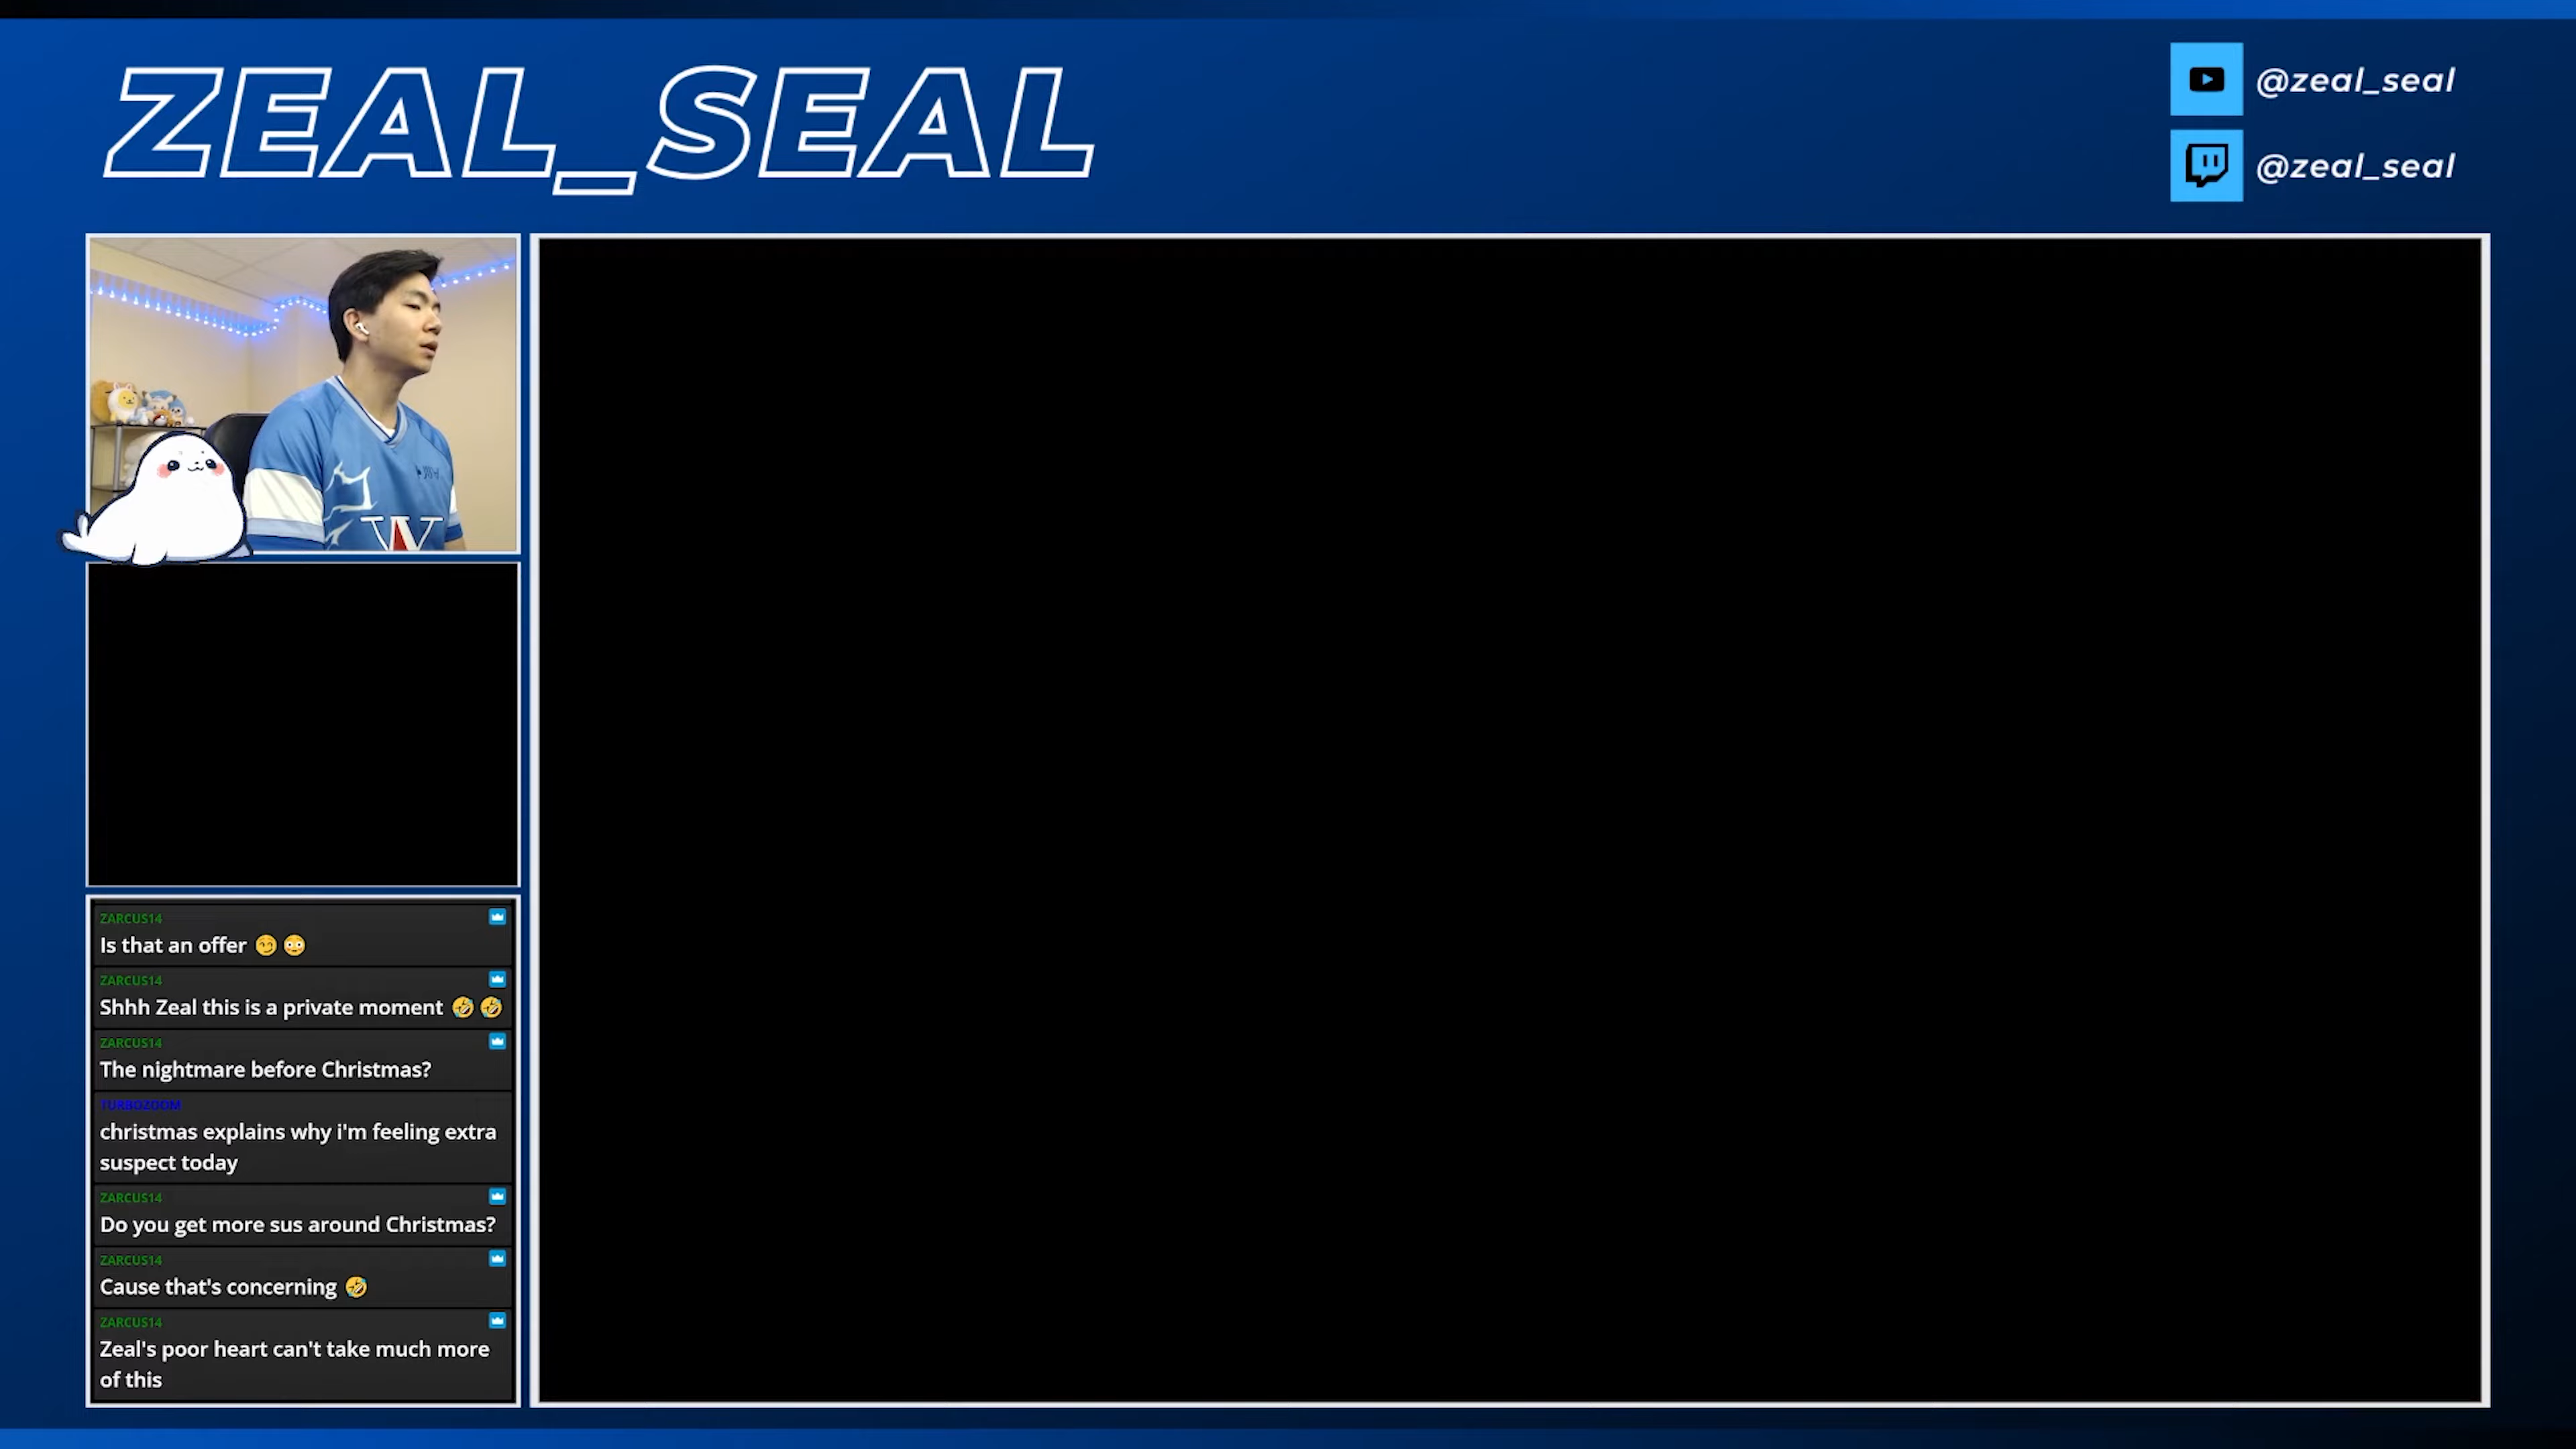 ZEAL_SEAL
@zeal_seal
@zeal_seal
ZARCUS14
Is that an offer 😏 😳
ZARCUS14
Shhh Zeal this is a private moment 🤣 🤣
ZARCUS14
The nightmare before Christmas?
TURBOZOOM
christmas explains why i'm feeling extra
suspect today
ZARCUS14
Do you get more sus around Christmas?
ZARCUS14
Cause that's concerning 🤣
ZARCUS14
Zeal's poor heart can't take much more
of this